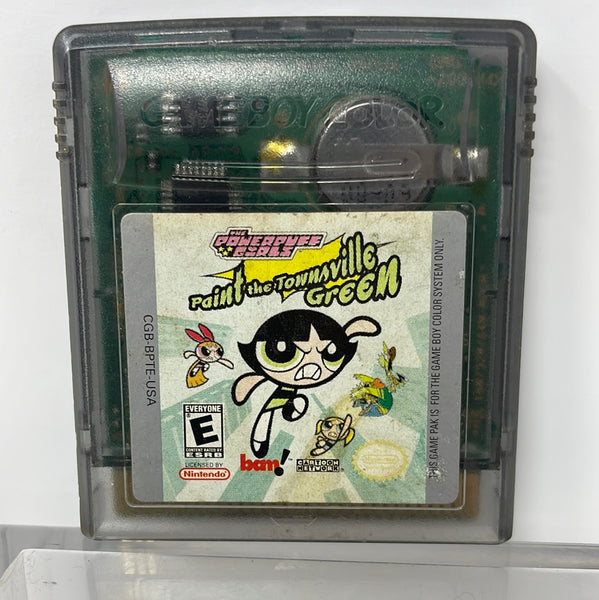 GAME BOY COLOR
THE
POWERPUFF
GIRLS
Paint the Townsville
Green
CGB-BPTE-USA
THIS GAME PAK IS FOR THE GAME BOY COLOR SYSTEM ONLY.
EVERYONE
E
CONTENT RATED BY
ESRB
LICENSED BY
Nintendo
bam!
CARTOON
NETWORK